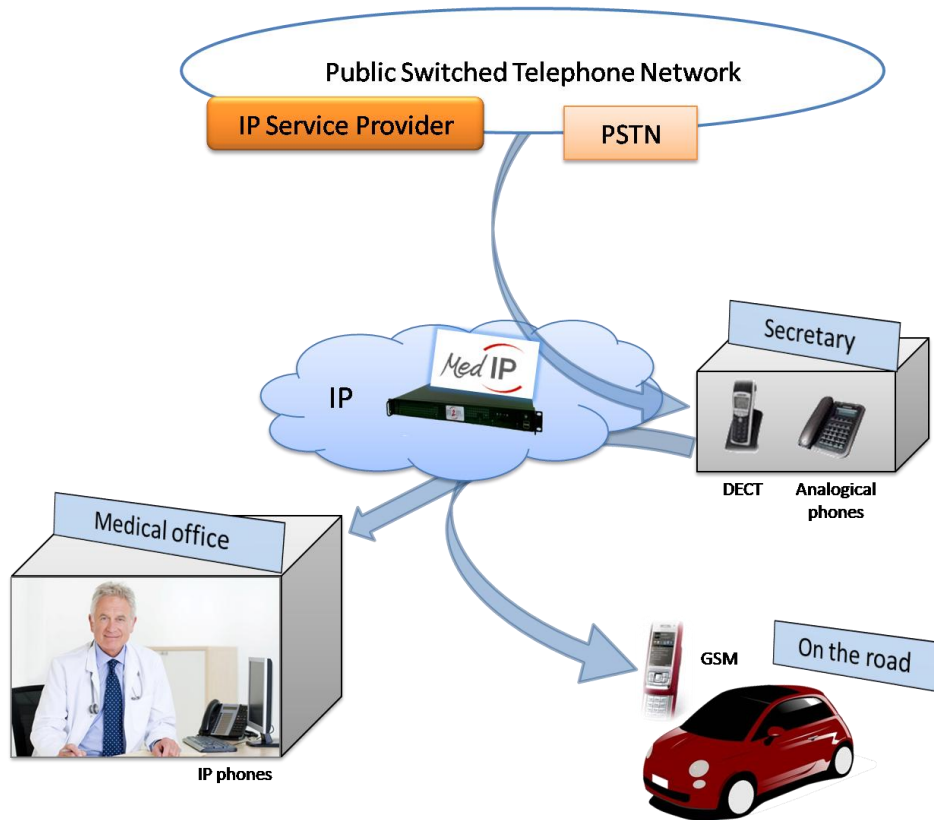 Public Switched Telephone Network
IP Service Provider
PSTN
Secretary
Med IP
IP
DECT
Analogical
phones
Medical office
GSM
On the road
IP phones